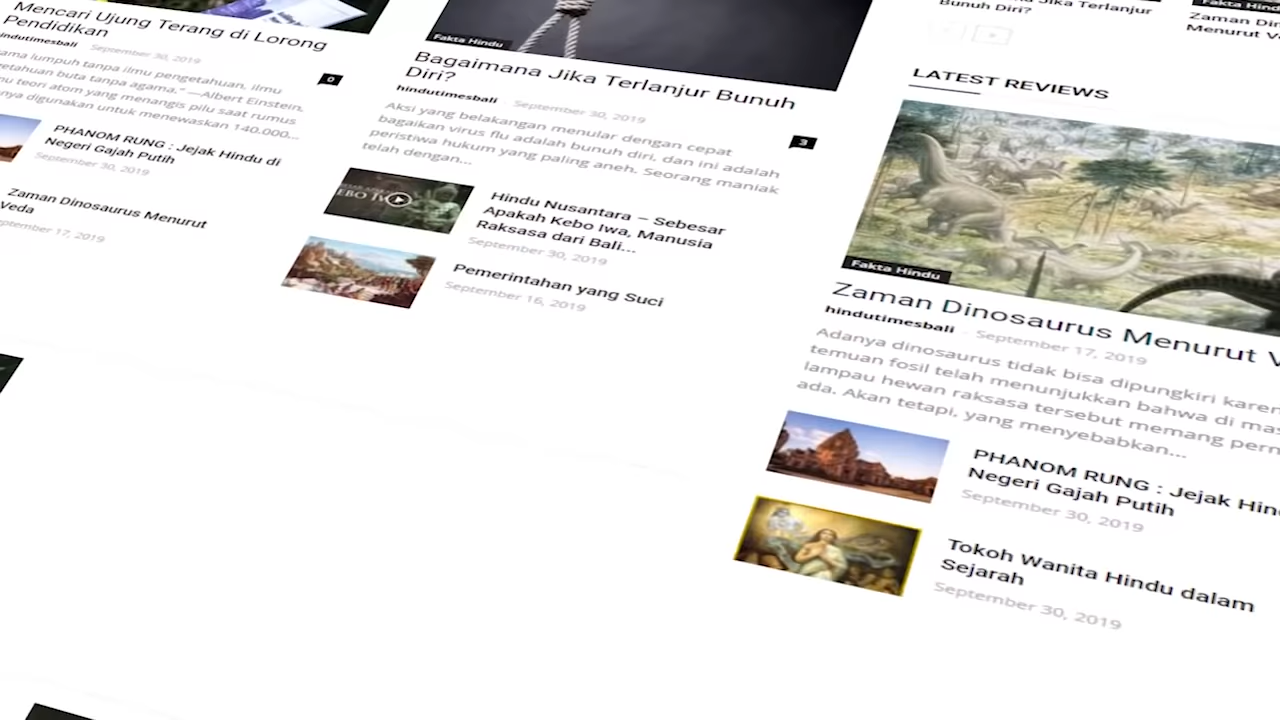 Mencari Ujung Terang di Lorong
Pendidikan
hindutimesbali - September 30, 2019
0
lumpuh tanpa ilmu pengetahuan, ilmu
buta tanpa agama." —Albert Einstein.
teori atom yang menangis pilu saat rumus
digunakan untuk menewaskan 140.000...
PHANOM RUNG : Jejak Hindu di
Negeri Gajah Putih
September 30, 2019
Zaman Dinosaurus Menurut
Veda
17, 2019
Fakta Hindu
Bagaimana Jika Terlanjur Bunuh
Diri?
hindutimesbali - September 30, 2019
3
Aksi yang belakangan menular dengan cepat
bagaikan virus flu adalah bunuh diri, dan ini adalah
peristiwa hukum yang paling aneh. Seorang maniak
telah dengan...
Hindu Nusantara – Sebesar
Apakah Kebo Iwa, Manusia
Raksasa dari Bali...
September 30, 2019
Pemerintahan yang Suci
September 16, 2019
Jika Terlanjur
Bunuh Diri?
Fakta
Zaman
Menurut
LATEST REVIEWS
Fakta Hindu
Zaman Dinosaurus Menurut
hindutimesbali - September 17, 2019
Adanya dinosaurus tidak bisa dipungkiri
temuan fosil telah menunjukkan bahwa di
lampau hewan raksasa tersebut memang
ada. Akan tetapi, yang menyebabkan...
PHANOM RUNG : Jejak
Negeri Gajah Putih
September 30, 2019
Tokoh Wanita Hindu dalam
Sejarah
September 30, 2019